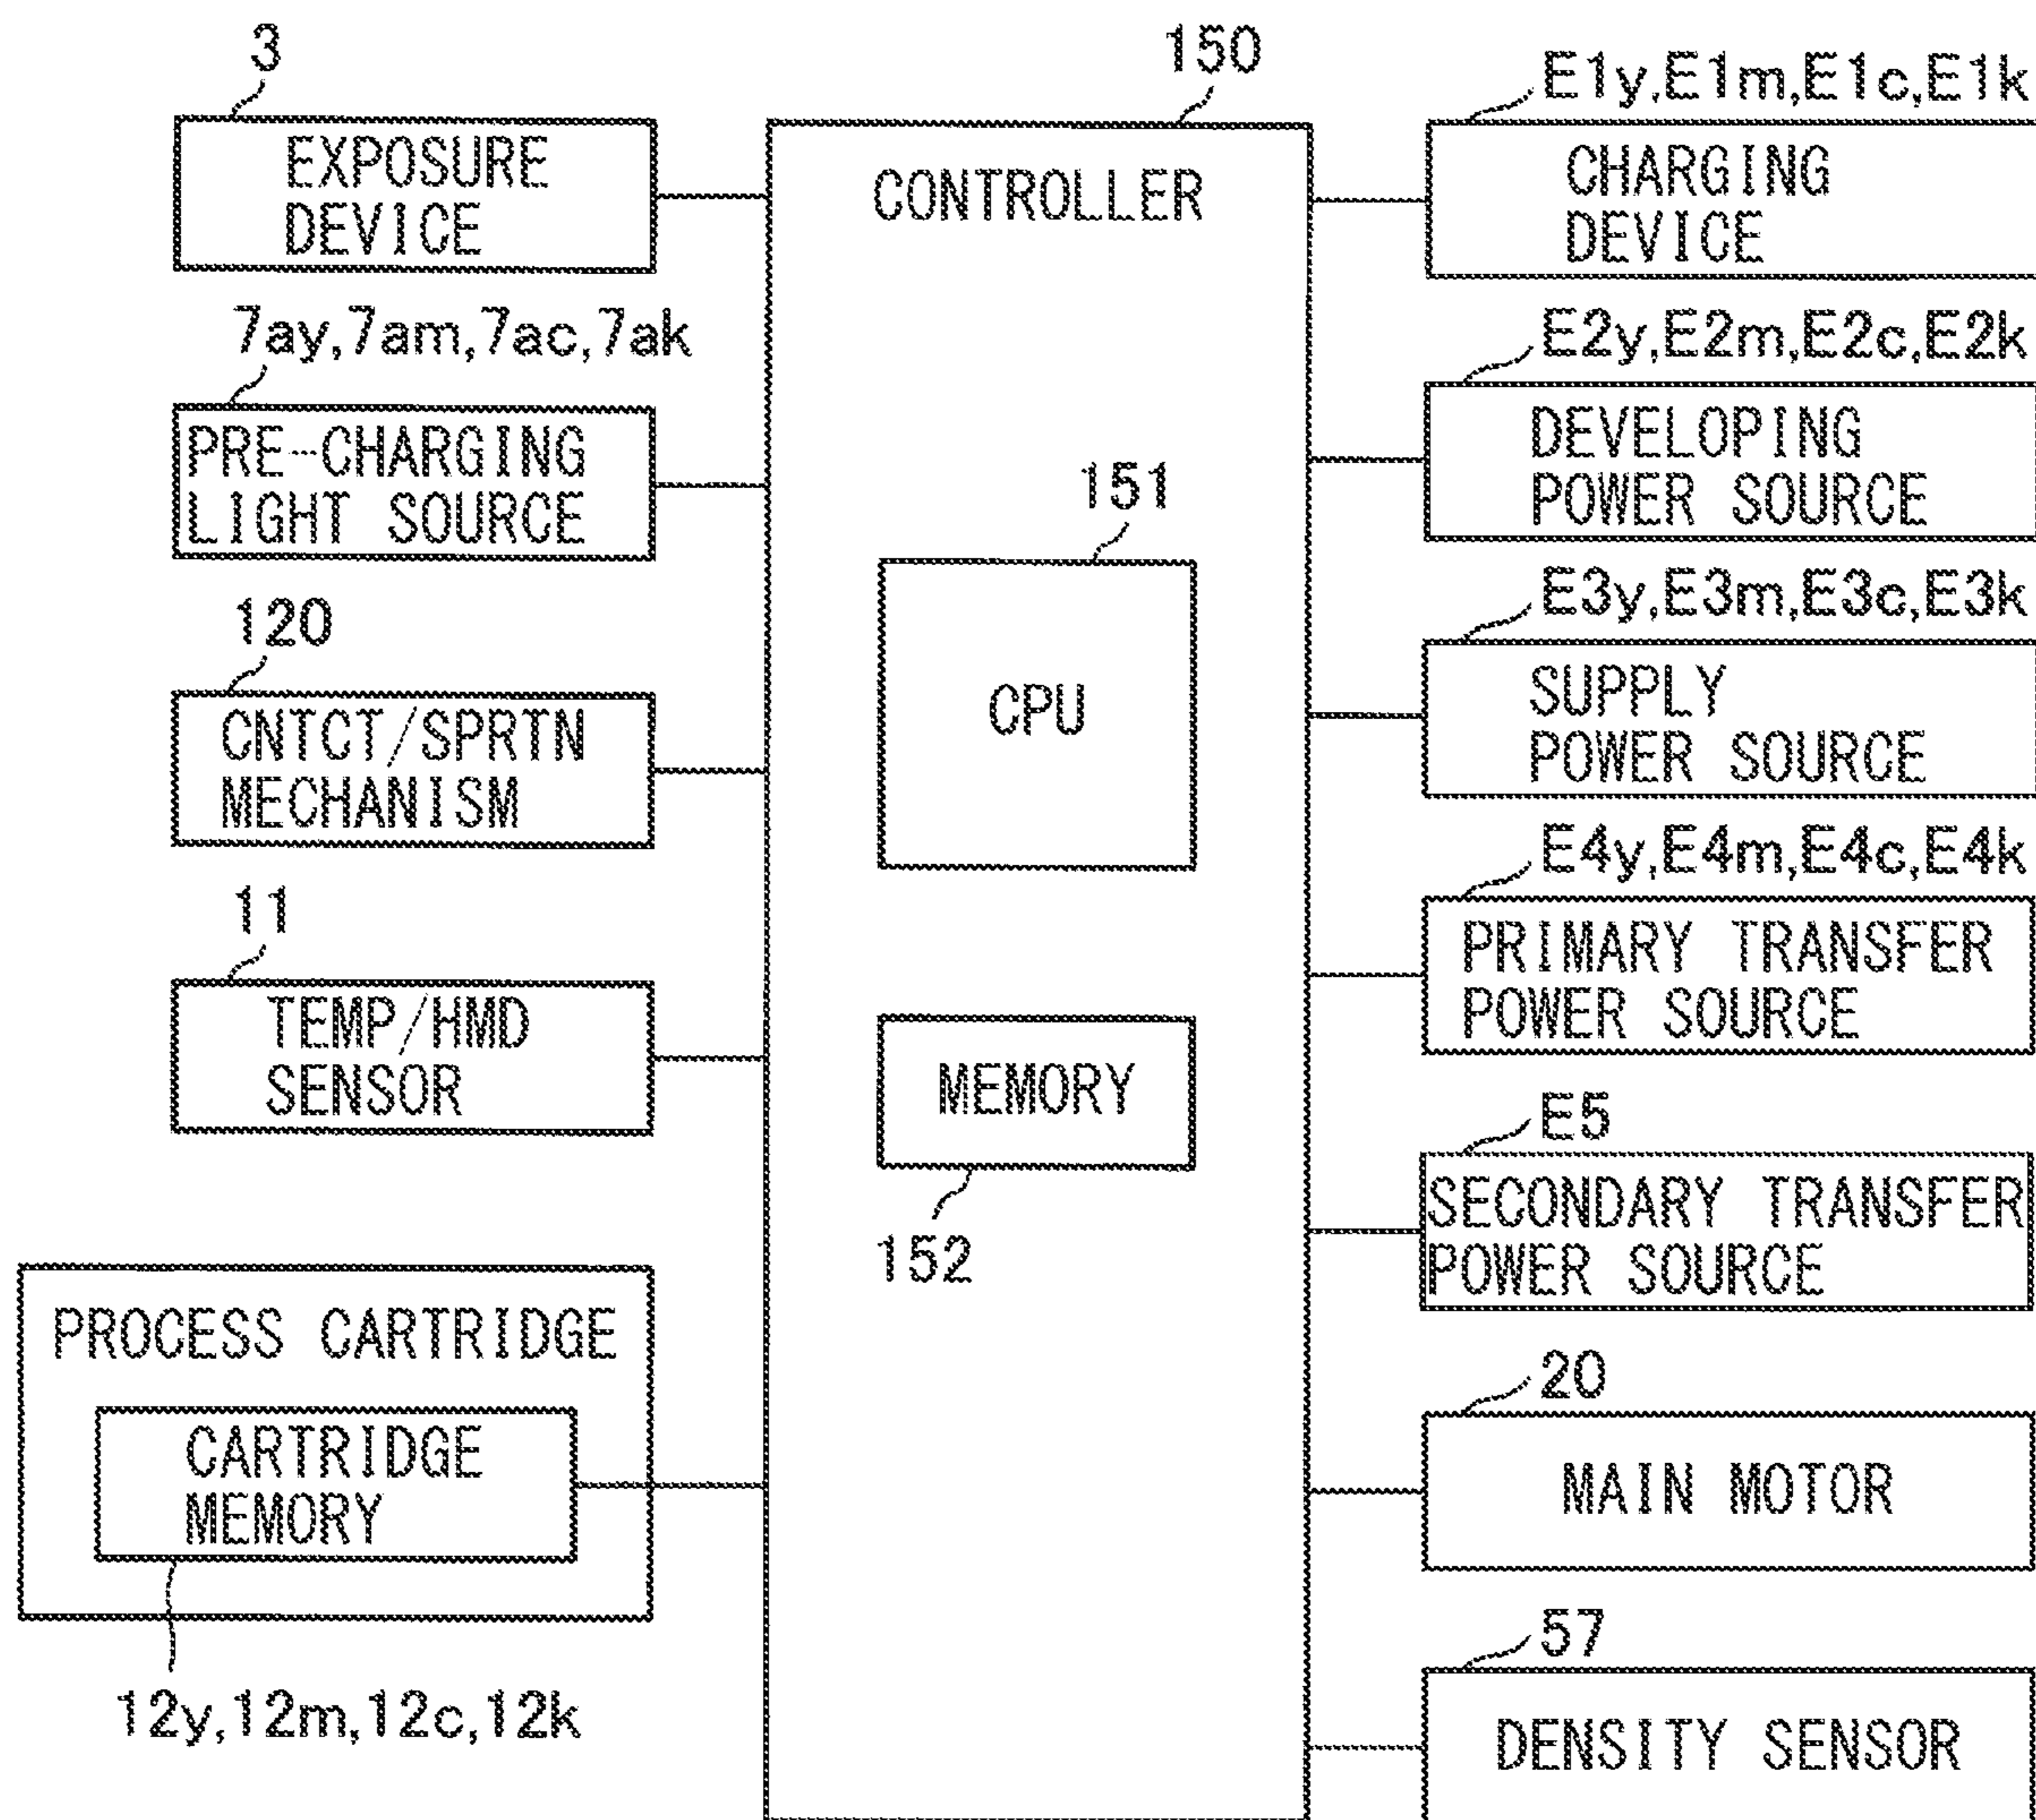 3
EXPOSURE
DEVICE
7ay,7am,7ac,7ak
PRE-CHARGING
LIGHT SOURCE
120
CNTCT/SPRTN
MECHANISM
11
TEMP/HMD
SENSOR
PROCESS CARTRIDGE
CARTRIDGE
MEMORY
12y,12m,12c,12k
150
CONTROLLER
151
CPU
MEMORY
152
E1y,E1m,E1c,E1k
CHARGING
DEVICE
E2y,E2m,E2c,E2k
DEVELOPING
POWER SOURCE
E3y,E3m,E3c,E3k
SUPPLY
POWER SOURCE
E4y,E4m,E4c,E4k
PRIMARY TRANSFER
POWER SOURCE
E5
SECONDARY TRANSFER
POWER SOURCE
20
MAIN MOTOR
57
DENSITY SENSOR